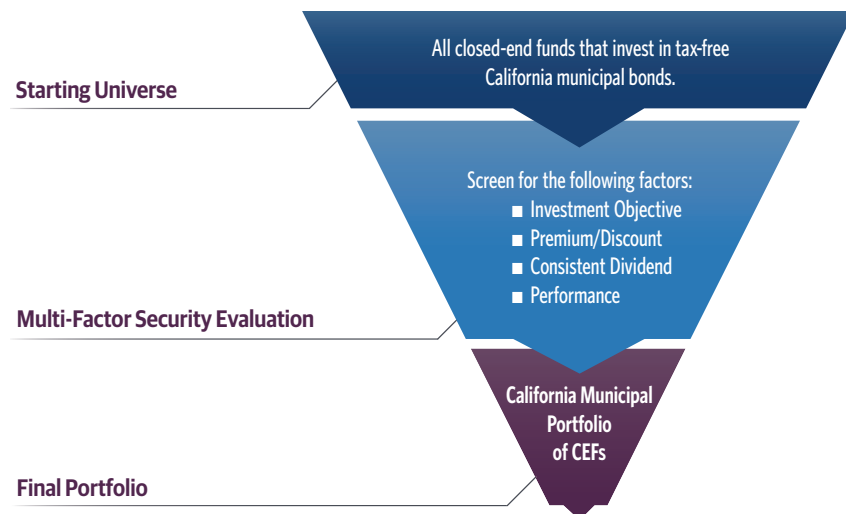 All closed-end funds that invest in tax-free
California municipal bonds.
Starting Universe
Screen for the following factors:
■ Investment Objective
■ Premium/Discount
■ Consistent Dividend
■ Performance
Multi-Factor Security Evaluation
California Municipal
Portfolio
of CEFs
Final Portfolio